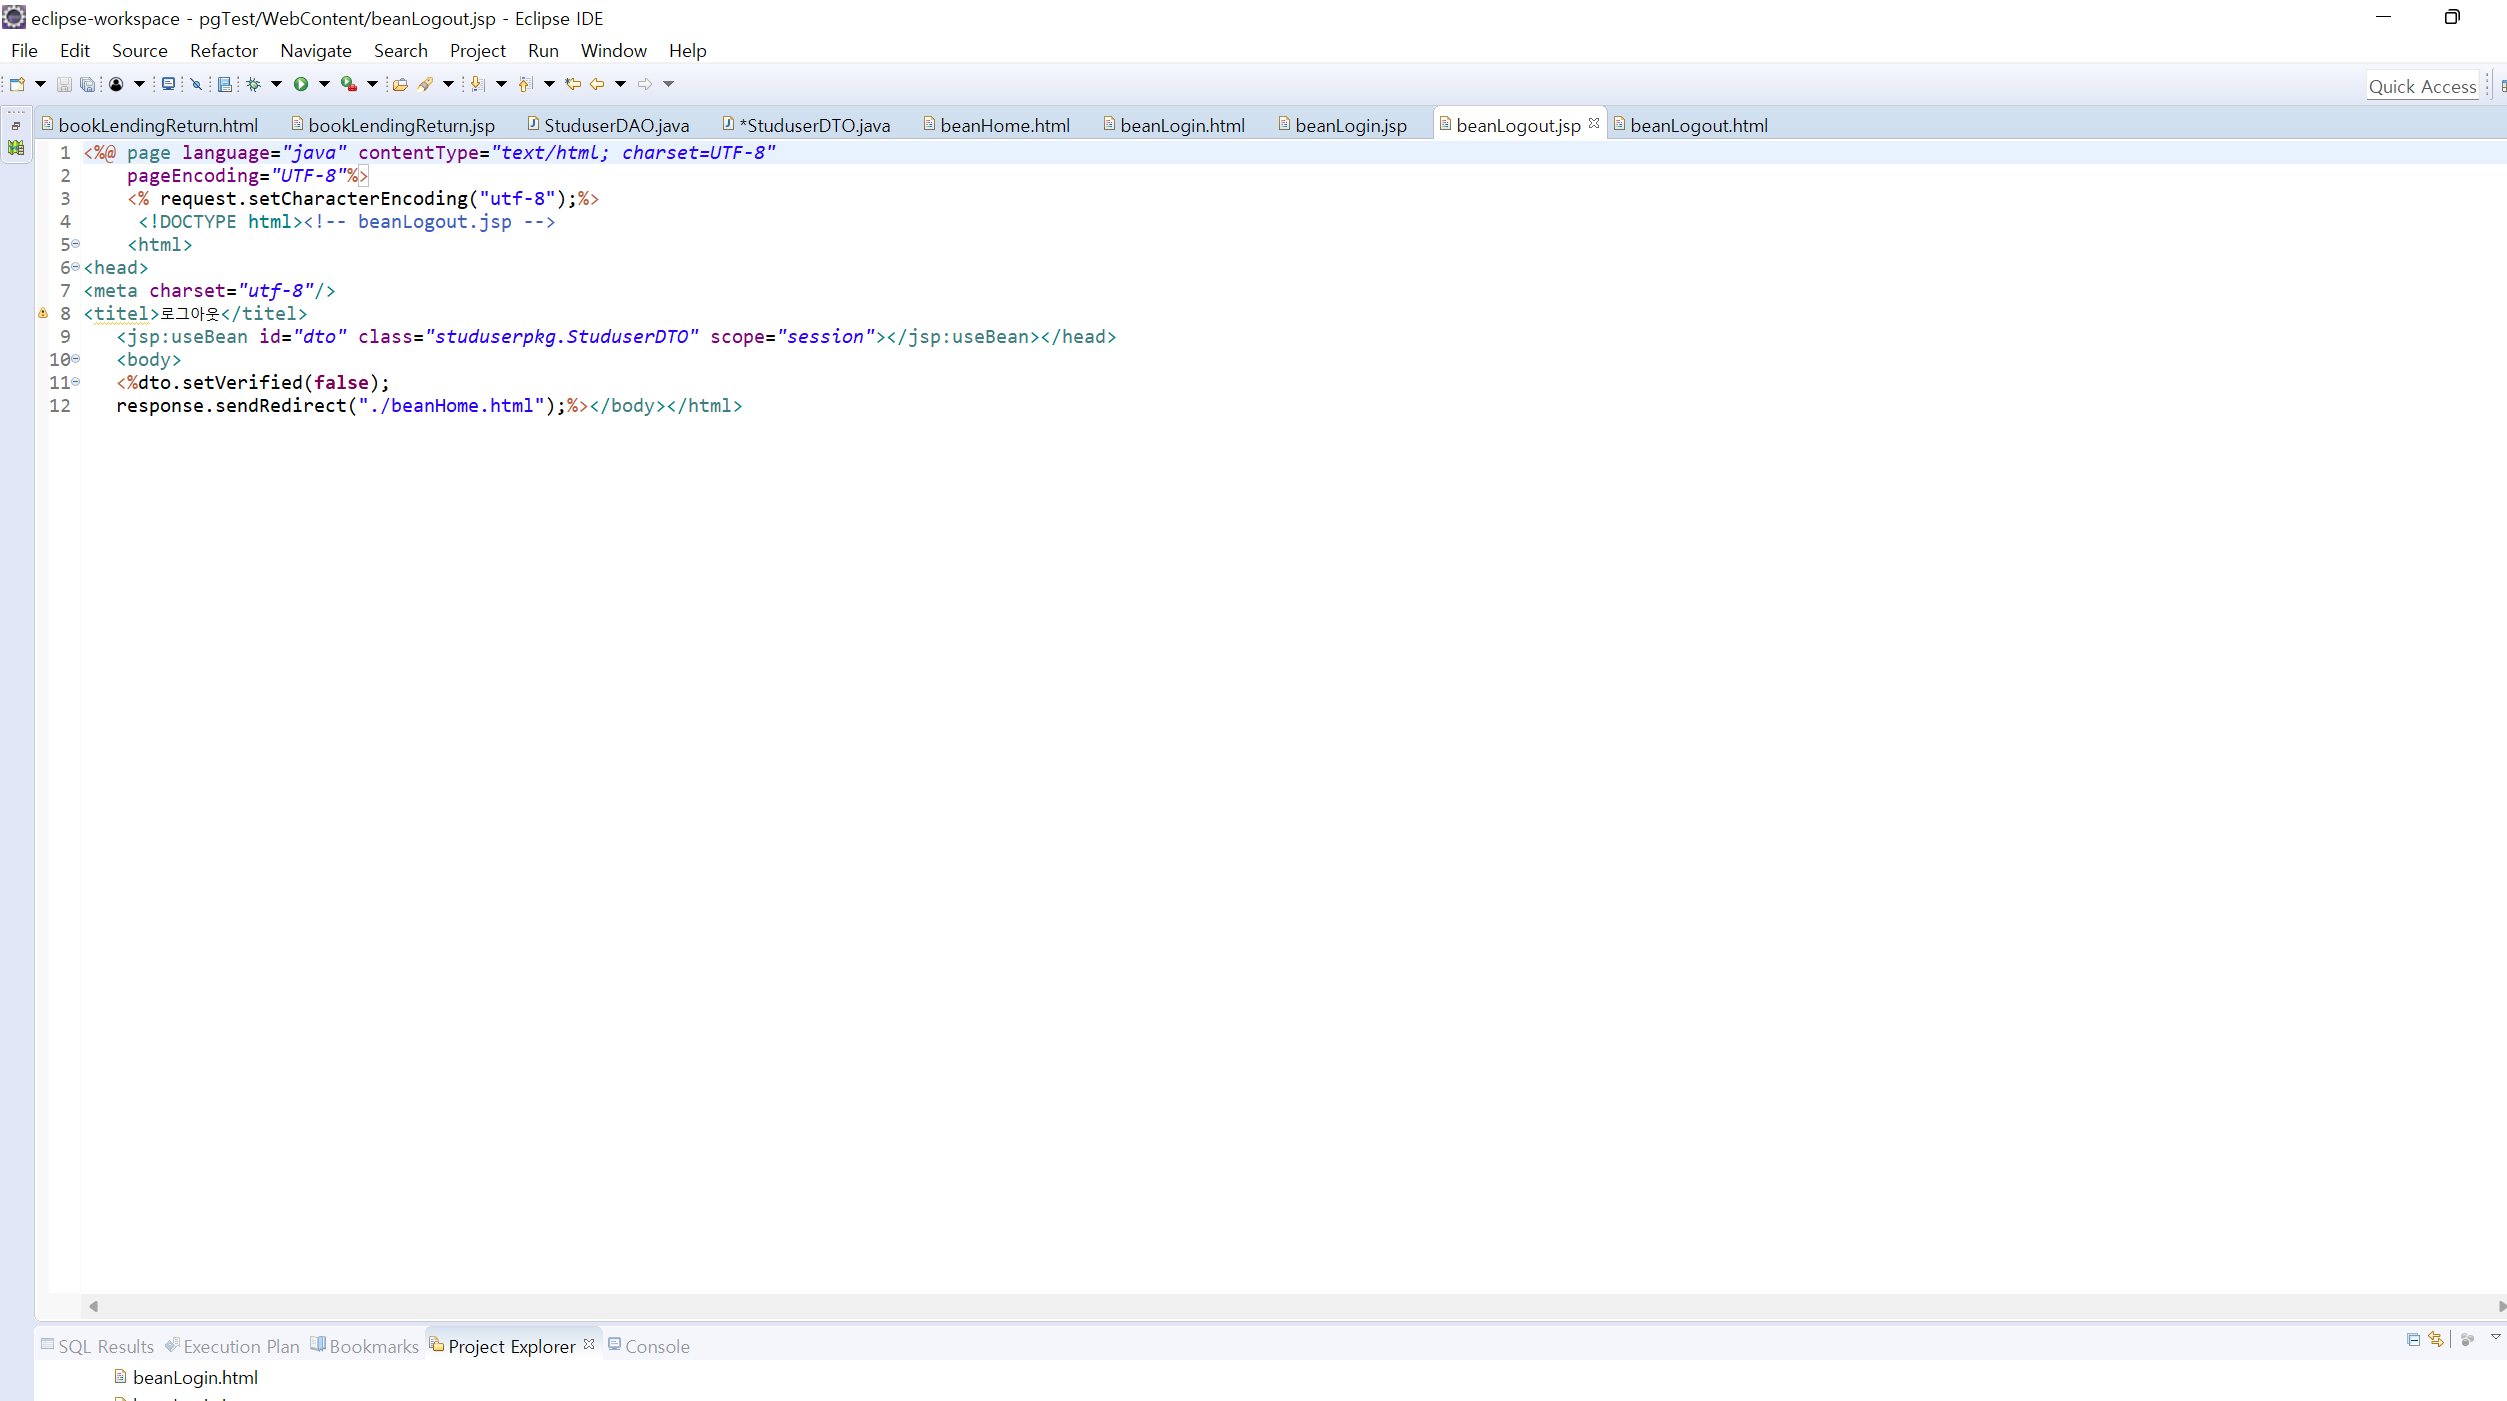 eclipse-workspace - pgTest/WebContent/beanLogout.jsp - Eclipse IDE
File Edit Source Refactor Navigate Search Project Run Window Help
Quick Access
bookLendingReturn.html bookLendingReturn.jsp StuduserDAO.java *StuduserDTO.java beanHome.html beanLogin.html beanLogin.jsp beanLogout.jsp beanLogout.html
1 <%@ page language="java" contentType="text/html; charset=UTF-8"
2 pageEncoding="UTF-8"%>
3 <% request.setCharacterEncoding("utf-8");%>
4 <!DOCTYPE html><!-- beanLogout.jsp -->
5 <html>
6 <head>
7 <meta charset="utf-8"/>
8 <titel>로그아웃</titel>
9 <jsp:useBean id="dto" class="studuserpkg.StuduserDTO" scope="session"></jsp:useBean></head>
10 <body>
11 <%dto.setVerified(false);
12 response.sendRedirect("./beanHome.html");%></body></html>
SQL Results Execution Plan Bookmarks Project Explorer Console
beanLogin.html